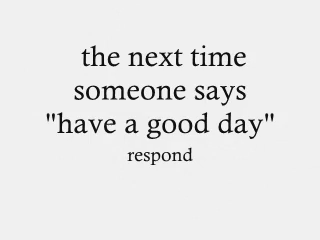 the next time
someone says
"have a good day"
respond